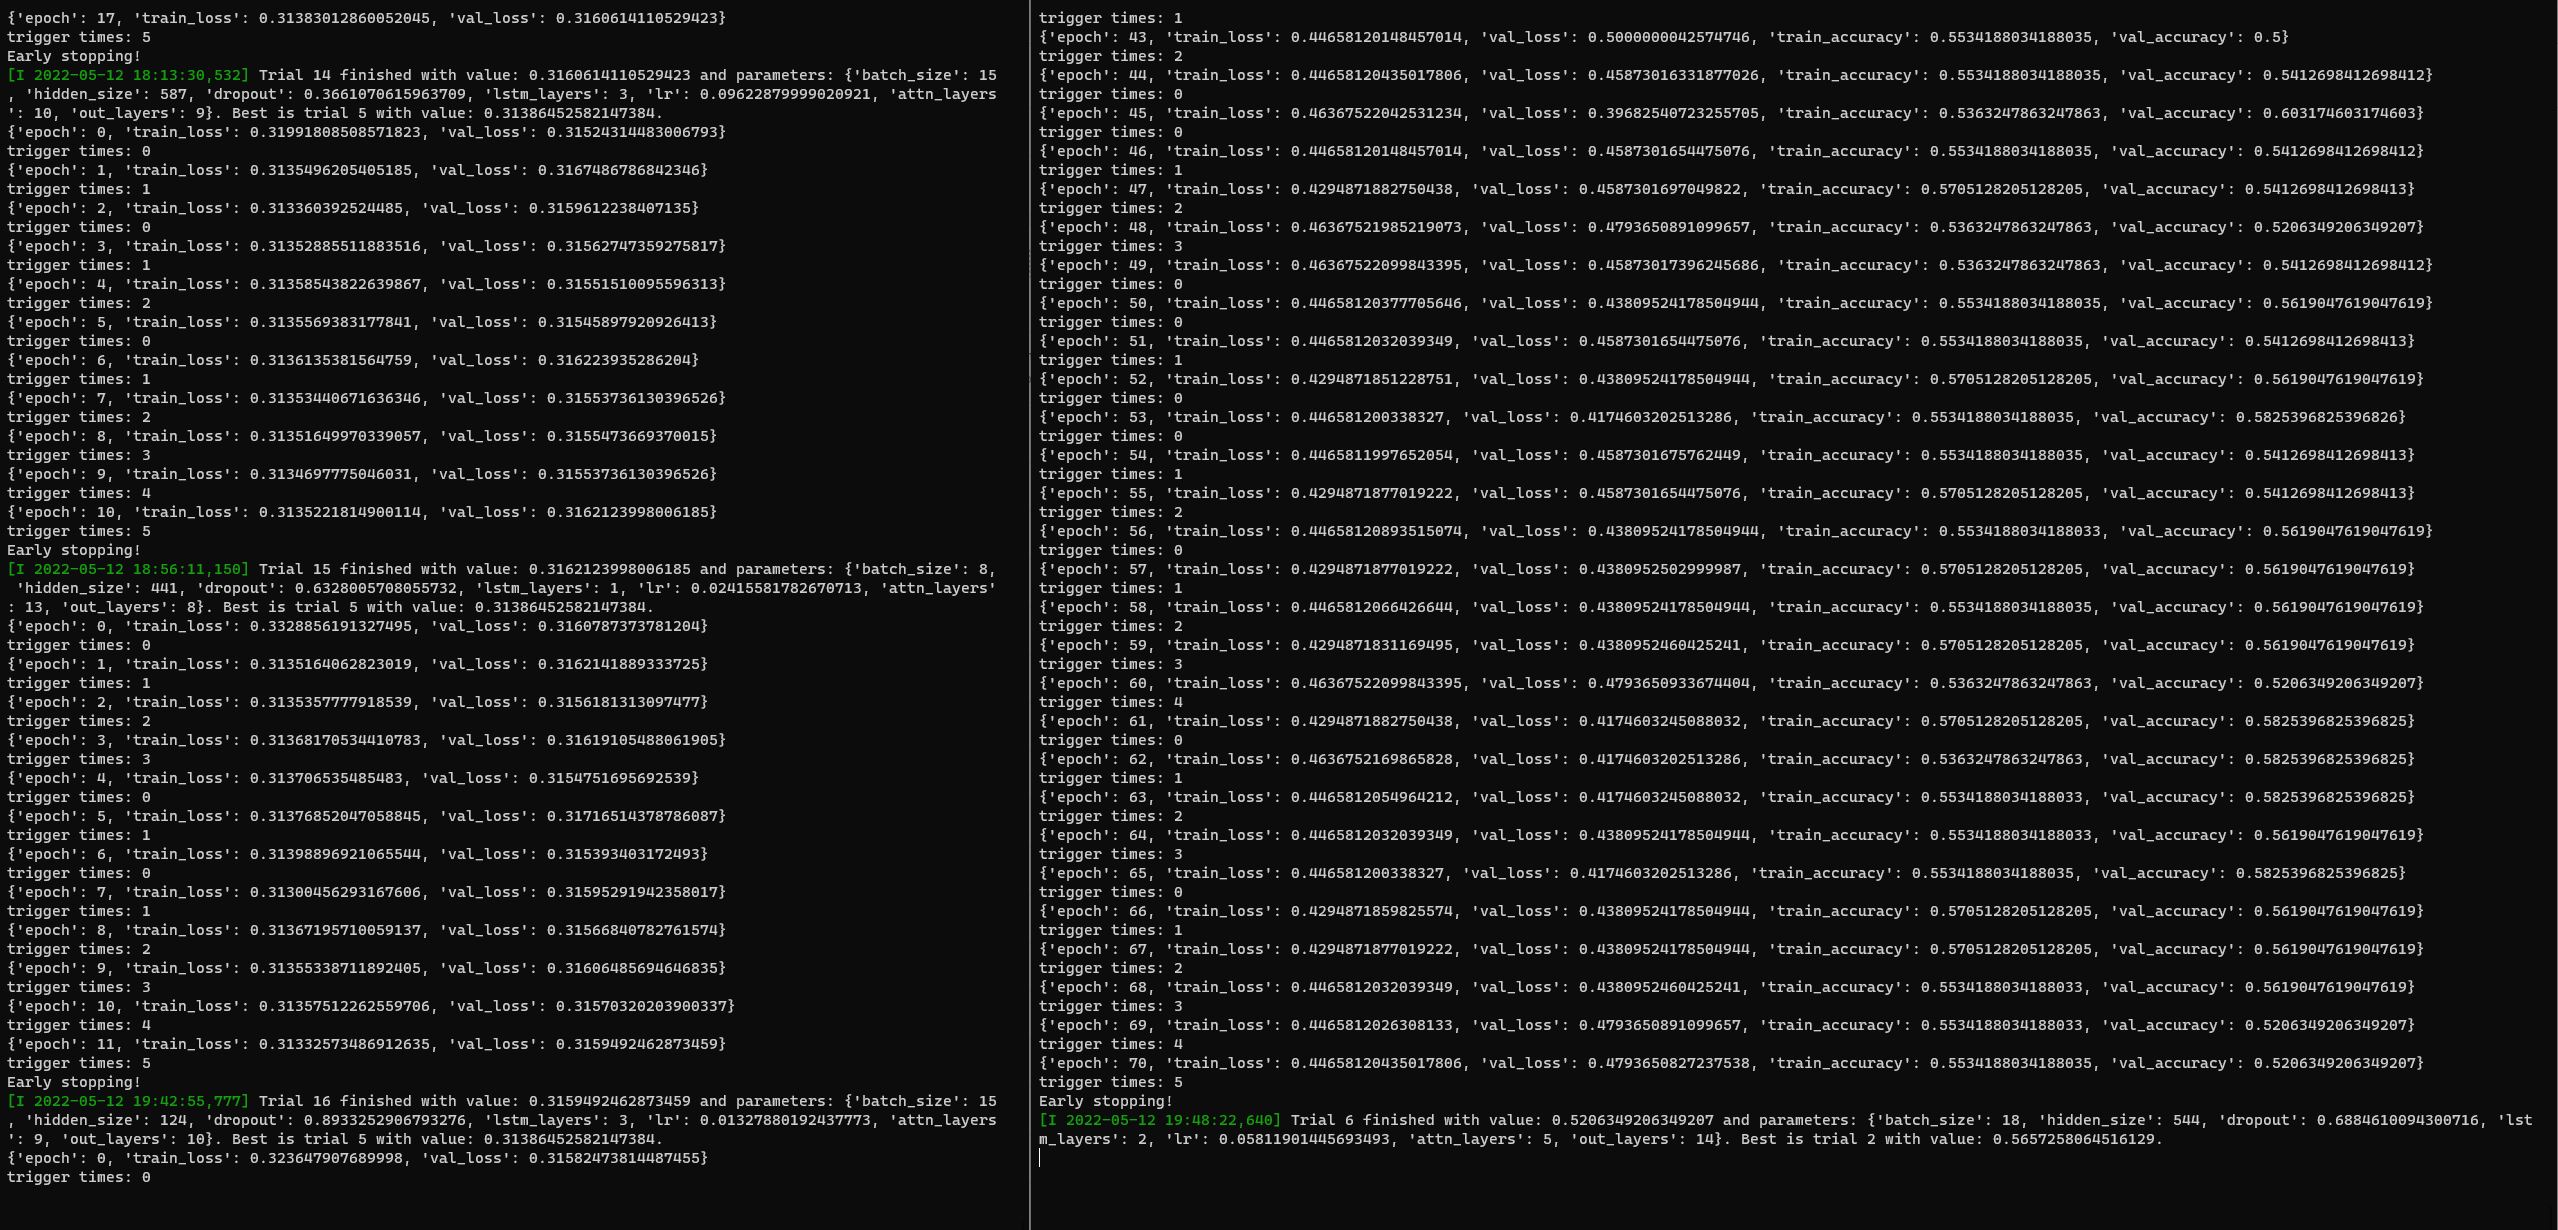 {'epoch': 17, 'train_loss': 0.31383012860052045, 'val_loss': 0.3160614110529423}
trigger times: 5
Early stopping!
[I 2022-05-12 18:13:30,532] Trial 14 finished with value: 0.3160614110529423 and parameters: {'batch_size': 15
, 'hidden_size': 587, 'dropout': 0.3661070615963709, 'lstm_layers': 3, 'lr': 0.09622879999020921, 'attn_layers
': 10, 'out_layers': 9}. Best is trial 5 with value: 0.31386452582147384.
{'epoch': 0, 'train_loss': 0.31991808508571823, 'val_loss': 0.31524314483006793}
trigger times: 0
{'epoch': 1, 'train_loss': 0.3135496205405185, 'val_loss': 0.3167486786842346}
trigger times: 1
{'epoch': 2, 'train_loss': 0.313360392524485, 'val_loss': 0.3159612238407135}
trigger times: 0
{'epoch': 3, 'train_loss': 0.31352885511883516, 'val_loss': 0.31562747359275817}
trigger times: 1
{'epoch': 4, 'train_loss': 0.31358543822639867, 'val_loss': 0.31551510095596313}
trigger times: 2
{'epoch': 5, 'train_loss': 0.3135569383177841, 'val_loss': 0.31545897920926413}
trigger times: 0
{'epoch': 6, 'train_loss': 0.3136135381564759, 'val_loss': 0.316223935286204}
trigger times: 1
{'epoch': 7, 'train_loss': 0.31353440671636346, 'val_loss': 0.31553736130396526}
trigger times: 2
{'epoch': 8, 'train_loss': 0.31351649970339057, 'val_loss': 0.3155473669370015}
trigger times: 3
{'epoch': 9, 'train_loss': 0.3134697775046031, 'val_loss': 0.31553736130396526}
trigger times: 4
{'epoch': 10, 'train_loss': 0.3135221814900114, 'val_loss': 0.3162123998006185}
trigger times: 5
Early stopping!
[I 2022-05-12 18:56:11,150] Trial 15 finished with value: 0.3162123998006185 and parameters: {'batch_size': 8,
 'hidden_size': 441, 'dropout': 0.6328005708055732, 'lstm_layers': 1, 'lr': 0.02415581782670713, 'attn_layers'
: 13, 'out_layers': 8}. Best is trial 5 with value: 0.31386452582147384.
{'epoch': 0, 'train_loss': 0.3328856191327495, 'val_loss': 0.3160787373781204}
trigger times: 0
{'epoch': 1, 'train_loss': 0.3135164062823019, 'val_loss': 0.3162141889333725}
trigger times: 1
{'epoch': 2, 'train_loss': 0.3135357777918539, 'val_loss': 0.3156181313097477}
trigger times: 2
{'epoch': 3, 'train_loss': 0.31368170534410783, 'val_loss': 0.31619105488061905}
trigger times: 3
{'epoch': 4, 'train_loss': 0.313706535485483, 'val_loss': 0.3154751695692539}
trigger times: 0
{'epoch': 5, 'train_loss': 0.31376852047058845, 'val_loss': 0.31716514378786087}
trigger times: 1
{'epoch': 6, 'train_loss': 0.31398896921065544, 'val_loss': 0.315393403172493}
trigger times: 0
{'epoch': 7, 'train_loss': 0.31300456293167606, 'val_loss': 0.31595291942358017}
trigger times: 1
{'epoch': 8, 'train_loss': 0.31367195710059137, 'val_loss': 0.31566840782761574}
trigger times: 2
{'epoch': 9, 'train_loss': 0.31355338711892405, 'val_loss': 0.31606485694646835}
trigger times: 3
{'epoch': 10, 'train_loss': 0.31357512262559706, 'val_loss': 0.31570320203900337}
trigger times: 4
{'epoch': 11, 'train_loss': 0.31332573486912635, 'val_loss': 0.3159492462873459}
trigger times: 5
Early stopping!
[I 2022-05-12 19:42:55,777] Trial 16 finished with value: 0.3159492462873459 and parameters: {'batch_size': 15
, 'hidden_size': 124, 'dropout': 0.8933252906793276, 'lstm_layers': 3, 'lr': 0.01327880192437773, 'attn_layers
': 9, 'out_layers': 10}. Best is trial 5 with value: 0.31386452582147384.
{'epoch': 0, 'train_loss': 0.323647907689998, 'val_loss': 0.31582473814487455}
trigger times: 0
trigger times: 1
{'epoch': 43, 'train_loss': 0.44658120148457014, 'val_loss': 0.5000000042574746, 'train_accuracy': 0.5534188034188035, 'val_accuracy': 0.5}
trigger times: 2
{'epoch': 44, 'train_loss': 0.44658120435017806, 'val_loss': 0.45873016331877026, 'train_accuracy': 0.5534188034188035, 'val_accuracy': 0.5412698412698412}
trigger times: 0
{'epoch': 45, 'train_loss': 0.46367522042531234, 'val_loss': 0.39682540723255705, 'train_accuracy': 0.5363247863247863, 'val_accuracy': 0.603174603174603}
trigger times: 0
{'epoch': 46, 'train_loss': 0.44658120148457014, 'val_loss': 0.4587301654475076, 'train_accuracy': 0.5534188034188035, 'val_accuracy': 0.5412698412698412}
trigger times: 1
{'epoch': 47, 'train_loss': 0.4294871882750438, 'val_loss': 0.4587301697049822, 'train_accuracy': 0.5705128205128205, 'val_accuracy': 0.5412698412698413}
trigger times: 2
{'epoch': 48, 'train_loss': 0.46367521985219073, 'val_loss': 0.4793650891099657, 'train_accuracy': 0.5363247863247863, 'val_accuracy': 0.5206349206349207}
trigger times: 3
{'epoch': 49, 'train_loss': 0.46367522099843395, 'val_loss': 0.45873017396245686, 'train_accuracy': 0.5363247863247863, 'val_accuracy': 0.5412698412698412}
trigger times: 0
{'epoch': 50, 'train_loss': 0.44658120377705646, 'val_loss': 0.43809524178504944, 'train_accuracy': 0.5534188034188035, 'val_accuracy': 0.5619047619047619}
trigger times: 0
{'epoch': 51, 'train_loss': 0.4465812032039349, 'val_loss': 0.4587301654475076, 'train_accuracy': 0.5534188034188035, 'val_accuracy': 0.5412698412698413}
trigger times: 1
{'epoch': 52, 'train_loss': 0.4294871851228751, 'val_loss': 0.43809524178504944, 'train_accuracy': 0.5705128205128205, 'val_accuracy': 0.5619047619047619}
trigger times: 0
{'epoch': 53, 'train_loss': 0.446581200338327, 'val_loss': 0.4174603202513286, 'train_accuracy': 0.5534188034188035, 'val_accuracy': 0.5825396825396826}
trigger times: 0
{'epoch': 54, 'train_loss': 0.4465811997652054, 'val_loss': 0.4587301675762449, 'train_accuracy': 0.5534188034188035, 'val_accuracy': 0.5412698412698413}
trigger times: 1
{'epoch': 55, 'train_loss': 0.4294871877019222, 'val_loss': 0.4587301654475076, 'train_accuracy': 0.5705128205128205, 'val_accuracy': 0.5412698412698413}
trigger times: 2
{'epoch': 56, 'train_loss': 0.44658120893515074, 'val_loss': 0.43809524178504944, 'train_accuracy': 0.5534188034188033, 'val_accuracy': 0.5619047619047619}
trigger times: 0
{'epoch': 57, 'train_loss': 0.4294871877019222, 'val_loss': 0.4380952502999987, 'train_accuracy': 0.5705128205128205, 'val_accuracy': 0.5619047619047619}
trigger times: 1
{'epoch': 58, 'train_loss': 0.4465812066426644, 'val_loss': 0.43809524178504944, 'train_accuracy': 0.5534188034188035, 'val_accuracy': 0.5619047619047619}
trigger times: 2
{'epoch': 59, 'train_loss': 0.4294871831169495, 'val_loss': 0.4380952460425241, 'train_accuracy': 0.5705128205128205, 'val_accuracy': 0.5619047619047619}
trigger times: 3
{'epoch': 60, 'train_loss': 0.46367522099843395, 'val_loss': 0.4793650933674404, 'train_accuracy': 0.5363247863247863, 'val_accuracy': 0.5206349206349207}
trigger times: 4
{'epoch': 61, 'train_loss': 0.4294871882750438, 'val_loss': 0.4174603245088032, 'train_accuracy': 0.5705128205128205, 'val_accuracy': 0.5825396825396825}
trigger times: 0
{'epoch': 62, 'train_loss': 0.4636752169865828, 'val_loss': 0.4174603202513286, 'train_accuracy': 0.5363247863247863, 'val_accuracy': 0.5825396825396825}
trigger times: 1
{'epoch': 63, 'train_loss': 0.4465812054964212, 'val_loss': 0.4174603245088032, 'train_accuracy': 0.5534188034188033, 'val_accuracy': 0.5825396825396825}
trigger times: 2
{'epoch': 64, 'train_loss': 0.4465812032039349, 'val_loss': 0.43809524178504944, 'train_accuracy': 0.5534188034188033, 'val_accuracy': 0.5619047619047619}
trigger times: 3
{'epoch': 65, 'train_loss': 0.446581200338327, 'val_loss': 0.4174603202513286, 'train_accuracy': 0.5534188034188035, 'val_accuracy': 0.5825396825396825}
trigger times: 0
{'epoch': 66, 'train_loss': 0.4294871859825574, 'val_loss': 0.43809524178504944, 'train_accuracy': 0.5705128205128205, 'val_accuracy': 0.5619047619047619}
trigger times: 1
{'epoch': 67, 'train_loss': 0.4294871877019222, 'val_loss': 0.43809524178504944, 'train_accuracy': 0.5705128205128205, 'val_accuracy': 0.5619047619047619}
trigger times: 2
{'epoch': 68, 'train_loss': 0.4465812032039349, 'val_loss': 0.4380952460425241, 'train_accuracy': 0.5534188034188033, 'val_accuracy': 0.5619047619047619}
trigger times: 3
{'epoch': 69, 'train_loss': 0.4465812026308133, 'val_loss': 0.4793650891099657, 'train_accuracy': 0.5534188034188033, 'val_accuracy': 0.5206349206349207}
trigger times: 4
{'epoch': 70, 'train_loss': 0.44658120435017806, 'val_loss': 0.4793650827237538, 'train_accuracy': 0.5534188034188035, 'val_accuracy': 0.5206349206349207}
trigger times: 5
Early stopping!
[I 2022-05-12 19:48:22,640] Trial 6 finished with value: 0.5206349206349207 and parameters: {'batch_size': 18, 'hidden_size': 544, 'dropout': 0.6884610094300716, 'lst
m_layers': 2, 'lr': 0.05811901445693493, 'attn_layers': 5, 'out_layers': 14}. Best is trial 2 with value: 0.5657258064516129.